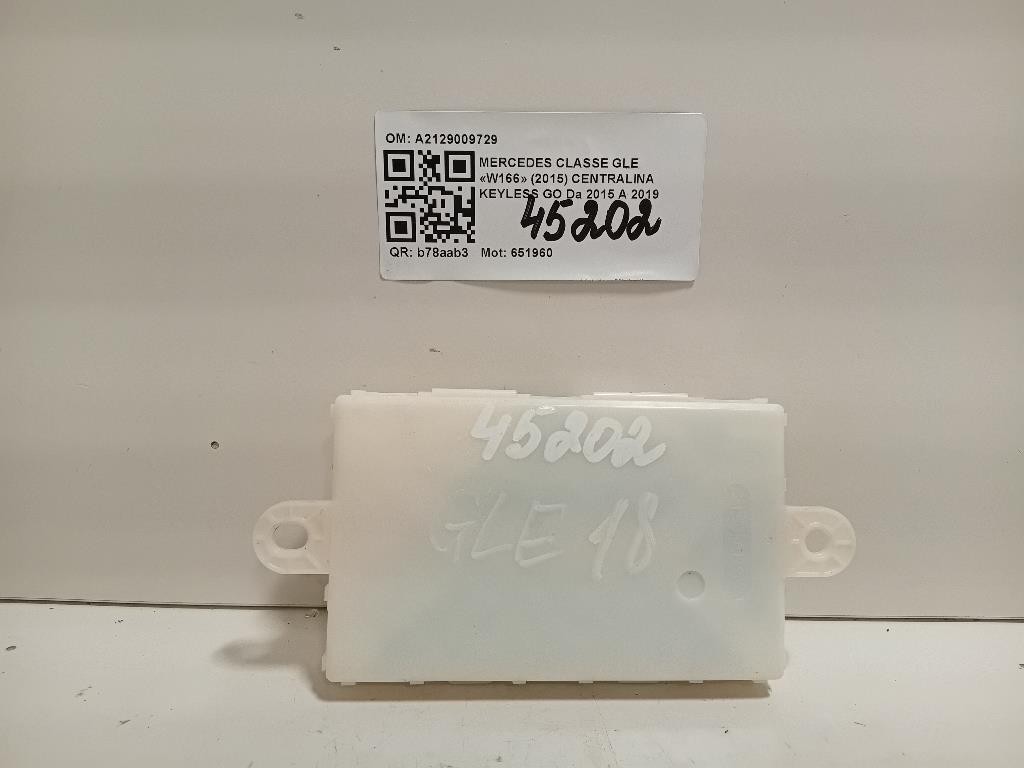 OM: A2129009729
MERCEDES CLASSE GLE
«W166» (2015) CENTRALINA
KEYLESS GO Da 2015 A 2019
45202
QR: b78aab3 Mot: 651960
45202
GLE 18